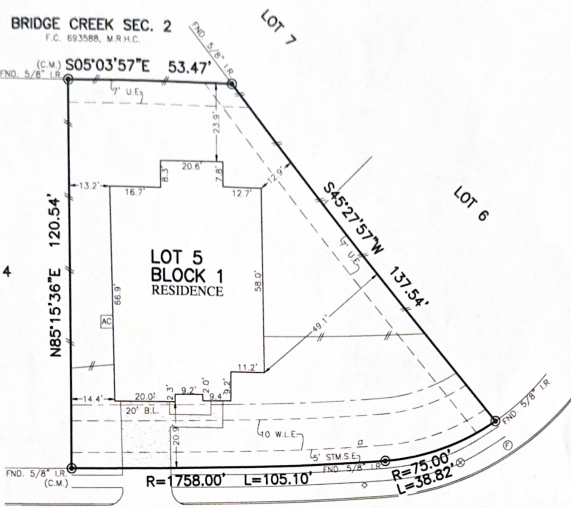 BRIDGE CREEK SEC. 2
F.C. 693588, M.R.H.C.
LOT 7
FND. 5/8" I.R.
(C.M.)
FND. 5/8" I.R.
S05°03'57"E 53.47'
7' U.E.
23.9'
20.6'
8.3'
7.8'
12.9'
13.2'
16.7'
12.7'
S45°27'57"W 137.54'
LOT 6
7' U.E.
N85°15'36"E 120.54'
4
LOT 5
BLOCK 1
RESIDENCE
66.9'
58.0'
AC
49.1'
11.2'
14.4'
20.0'
2.3'
9.2'
2.0'
9.4'
9.2'
20' B.L.
20.9'
10 W.L.E.
5' STM.S.E.
FND. 5/8" I.R
FND. 5/8" I.R.
(C.M.)
FND. 5/8" I.R.
R=1758.00' L=105.10'
R=75.00'
L=38.82'